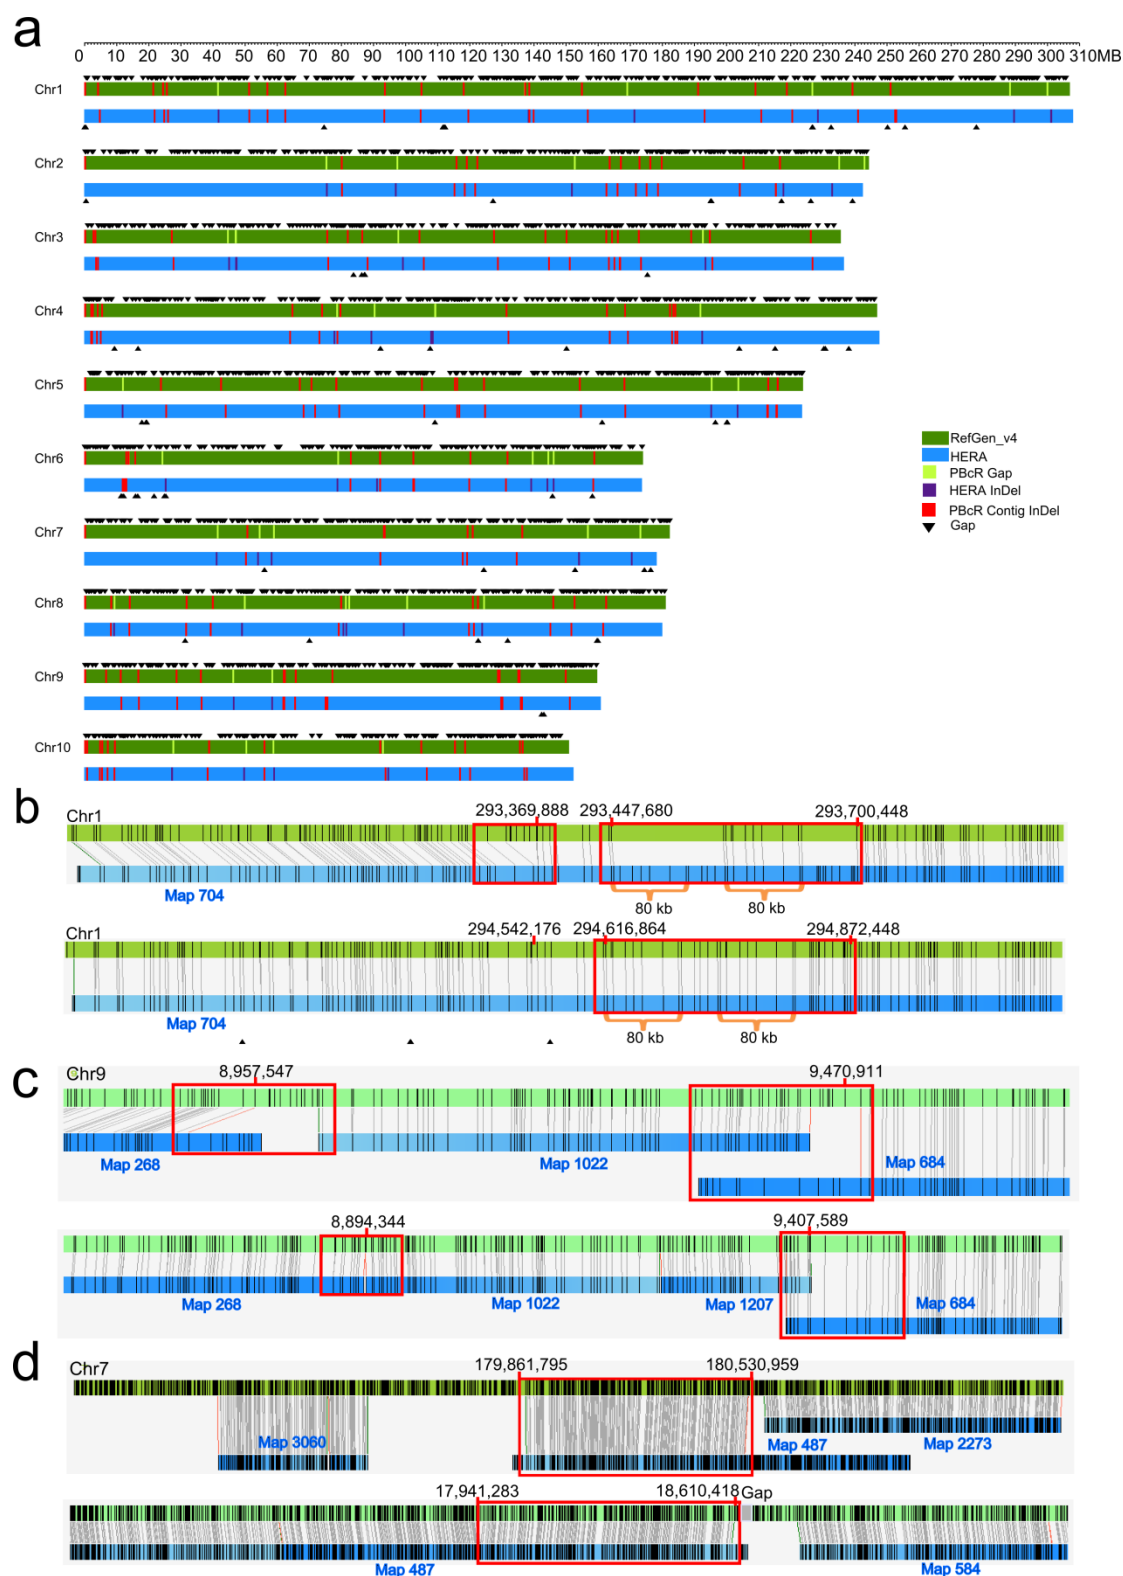 a
0 10 20 30 40 50 60 70 80 90 100 110 120 130 140 150 160 170 180 190 200 210 220 230 240 250 260 270 280 290 300 310MB
Chr1
Chr2
Chr3
Chr4
Chr5
Chr6
Chr7
Chr8
Chr9
Chr10
RefGen_v4
HERA
PBcR Gap
HERA InDel
PBcR Contig InDel
Gap
b
Chr1 293,369,888 293,447,680 293,700,448
Map 704
80 kb 80 kb
Chr1 294,542,176 294,616,864 294,872,448
Map 704
80 kb 80 kb
c
Chr9 8,957,547 9,470,911
Map 268 Map 1022 Map 684
8,894,344 9,407,589
Map 268 Map 1022 Map 1207 Map 684
d
Chr7 179,861,795 180,530,959
Map 3060 Map 487 Map 2273
17,941,283 18,610,418 Gap
Map 487 Map 584